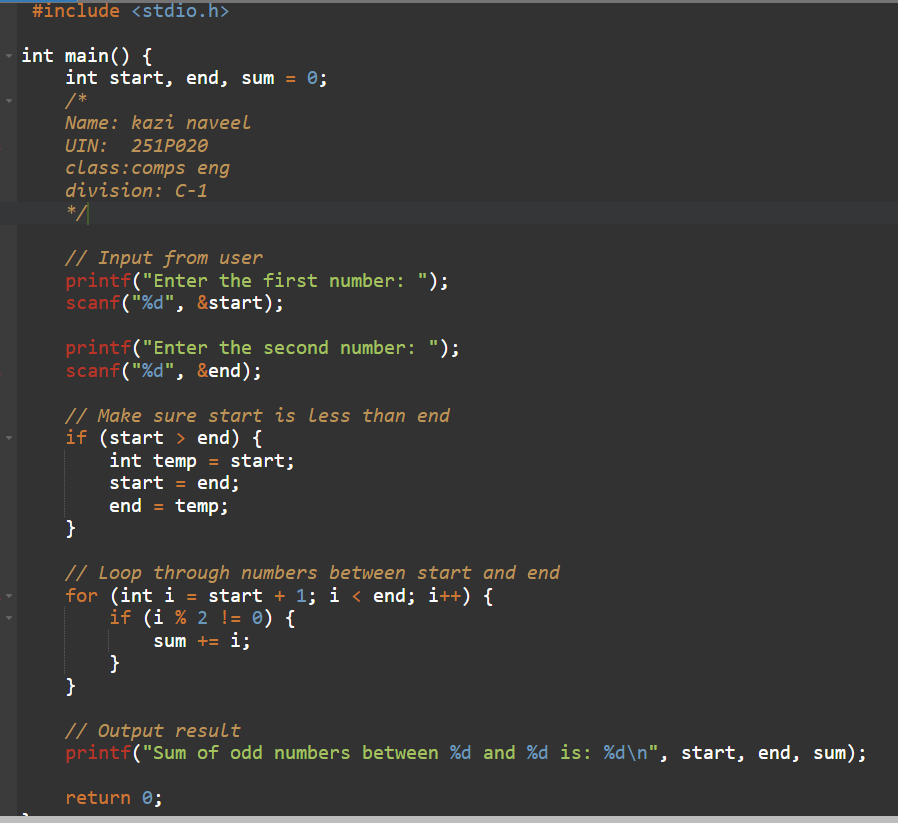 #include <stdio.h>
int main() {
int start, end, sum = 0;
/*
Name: kazi naveel
UIN:  251P020
class:comps eng
division: C-1
*/
// Input from user
printf("Enter the first number: ");
scanf("%d", &start);
printf("Enter the second number: ");
scanf("%d", &end);
// Make sure start is less than end
if (start > end) {
int temp = start;
start = end;
end = temp;
}
// Loop through numbers between start and end
for (int i = start + 1; i < end; i++) {
if (i % 2 != 0) {
sum += i;
}
}
// Output result
printf("Sum of odd numbers between %d and %d is: %d\n", start, end, sum);
return 0;